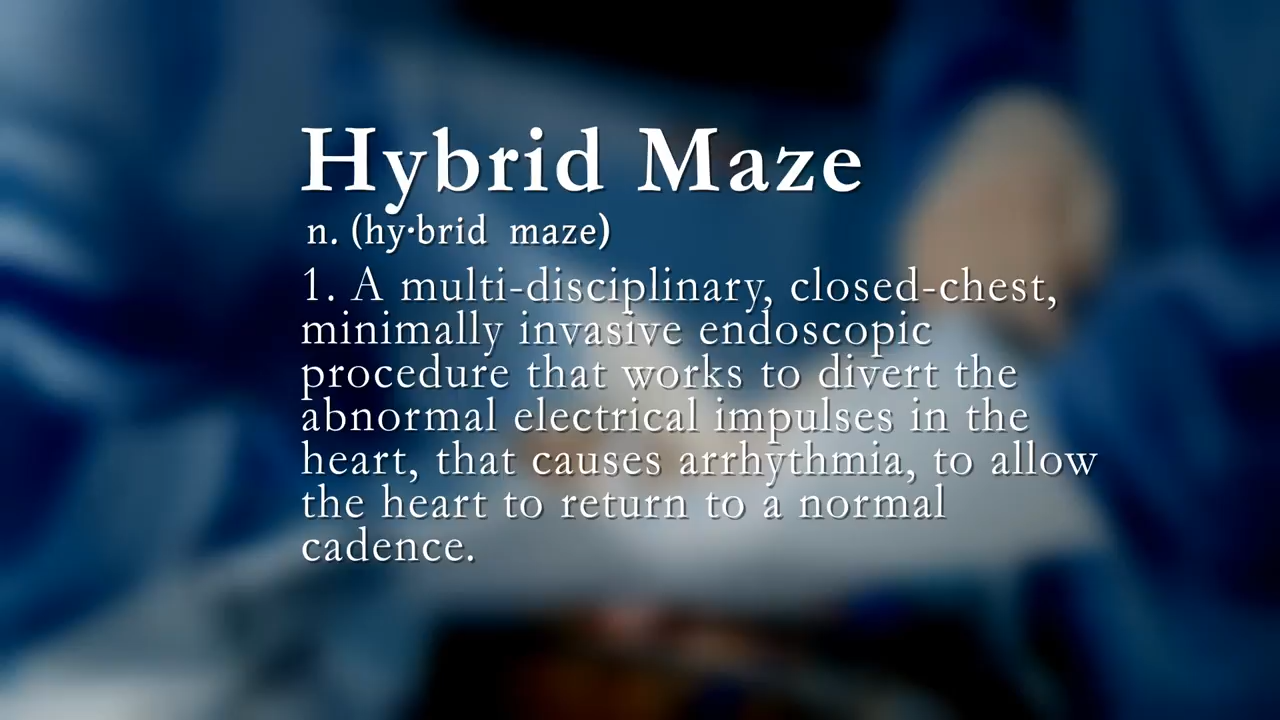 Hybrid Maze
n. (hy·brid maze)
1. A multi-disciplinary, closed-chest,
minimally invasive endoscopic
procedure that works to divert the
abnormal electrical impulses in the
heart, that causes arrhythmia, to allow
the heart to return to a normal
cadence.